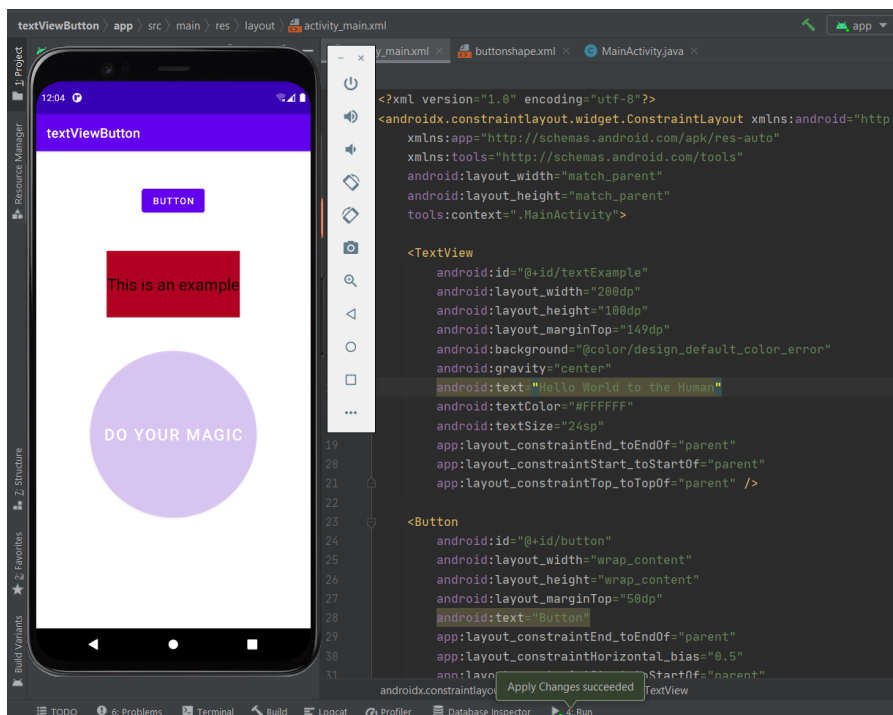 textViewButton app src main res layout activity_main.xml
app
1: Project
Resource Manager
Z: Structure
2: Favorites
Build Variants
12:04
textViewButton
BUTTON
This is an example
DO YOUR MAGIC
y_main.xml buttonshape.xml MainActivity.java
<?xml version="1.0" encoding="utf-8"?>
<androidx.constraintlayout.widget.ConstraintLayout xmlns:android="http
xmlns:app="http://schemas.android.com/apk/res-auto"
xmlns:tools="http://schemas.android.com/tools"
android:layout_width="match_parent"
android:layout_height="match_parent"
tools:context=".MainActivity">
<TextView
android:id="@+id/textExample"
android:layout_width="200dp"
android:layout_height="100dp"
android:layout_marginTop="149dp"
android:background="@color/design_default_color_error"
android:gravity="center"
android:text="Hello World to the Human"
android:textColor="#FFFFFF"
android:textSize="24sp"
19 app:layout_constraintEnd_toEndOf="parent"
20 app:layout_constraintStart_toStartOf="parent"
21 app:layout_constraintTop_toTopOf="parent" />
22
23 <Button
24 android:id="@+id/button"
25 android:layout_width="wrap_content"
26 android:layout_height="wrap_content"
27 android:layout_marginTop="50dp"
28 android:text="Button"
29 app:layout_constraintEnd_toEndOf="parent"
30 app:layout_constraintHorizontal_bias="0.5"
31
Apply Changes succeeded
androidx.constraintlayou TextView
TODO 6: Problems Terminal Build Logcat Profiler Database Inspector 4: Run